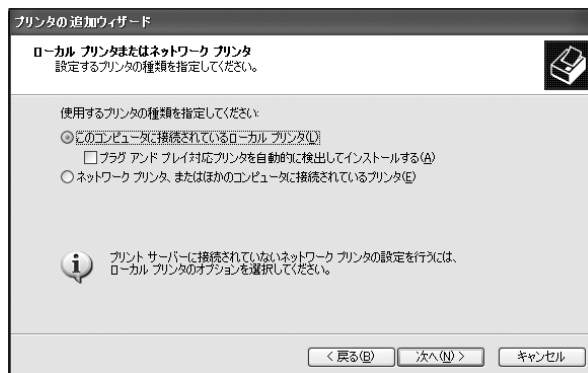 プリンタの追加ウィザード
ローカル プリンタまたはネットワーク プリンタ
設定するプリンタの種類を指定してください。
使用するプリンタの種類を指定してください:
このコンピュータに接続されているローカル プリンタ(L)
プラグ アンド プレイ対応プリンタを自動的に検出してインストールする(A)
ネットワーク プリンタ、またはほかのコンピュータに接続されているプリンタ(E)
プリント サーバーに接続されていないネットワーク プリンタの設定を行うには、
ローカル プリンタのオプションを選択してください。
< 戻る(B) 次へ(N) > キャンセル